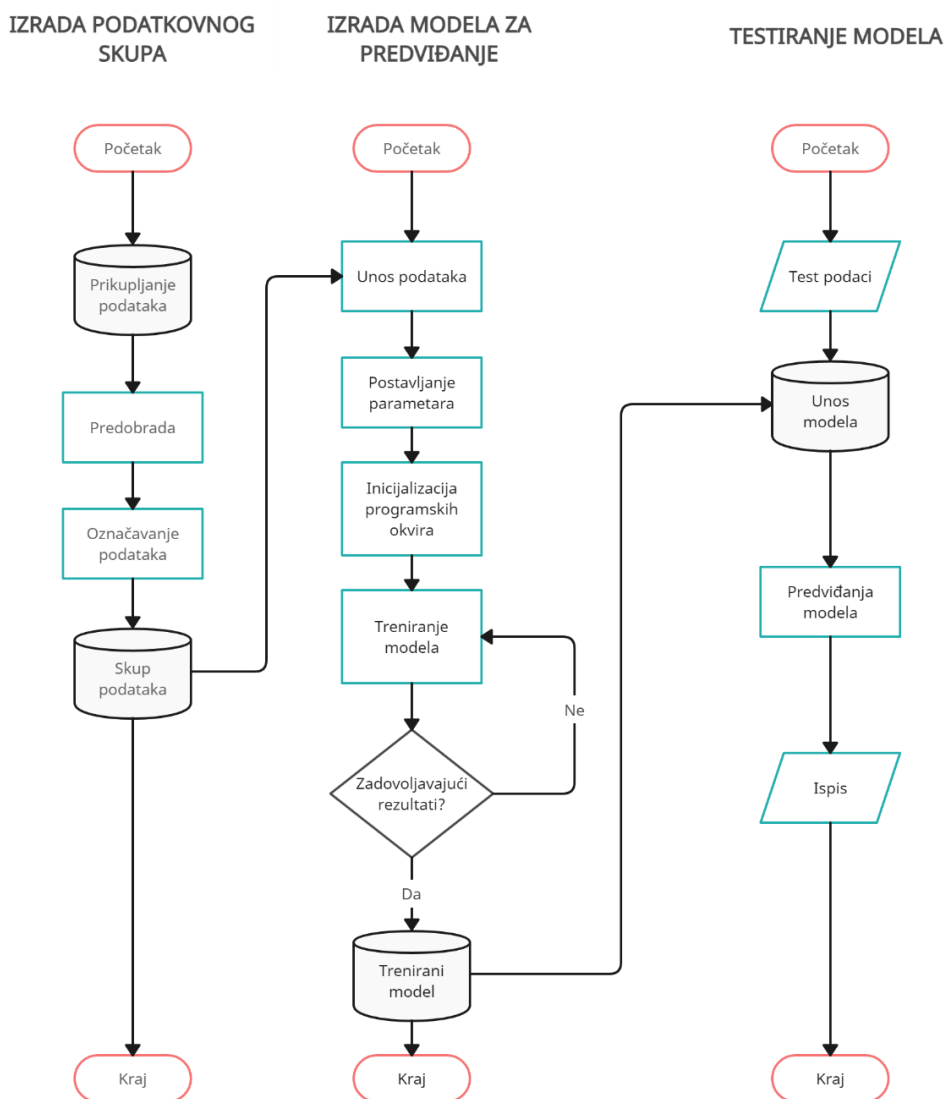 IZRADA PODATKOVNOG
SKUPA
Početak
Prikupljanje
podataka
Predobrada
Označavanje
podataka
Skup
podataka
Kraj
IZRADA MODELA ZA
PREDVIĐANJE
Početak
Unos podataka
Postavljanje
parametara
Inicijalizacija
programskih
okvira
Treniranje
modela
Ne
Zadovoljavajući
rezultati?
Da
Trenirani
model
Kraj
TESTIRANJE MODELA
Početak
Test podaci
Unos
modela
Predviđanja
modela
Ispis
Kraj